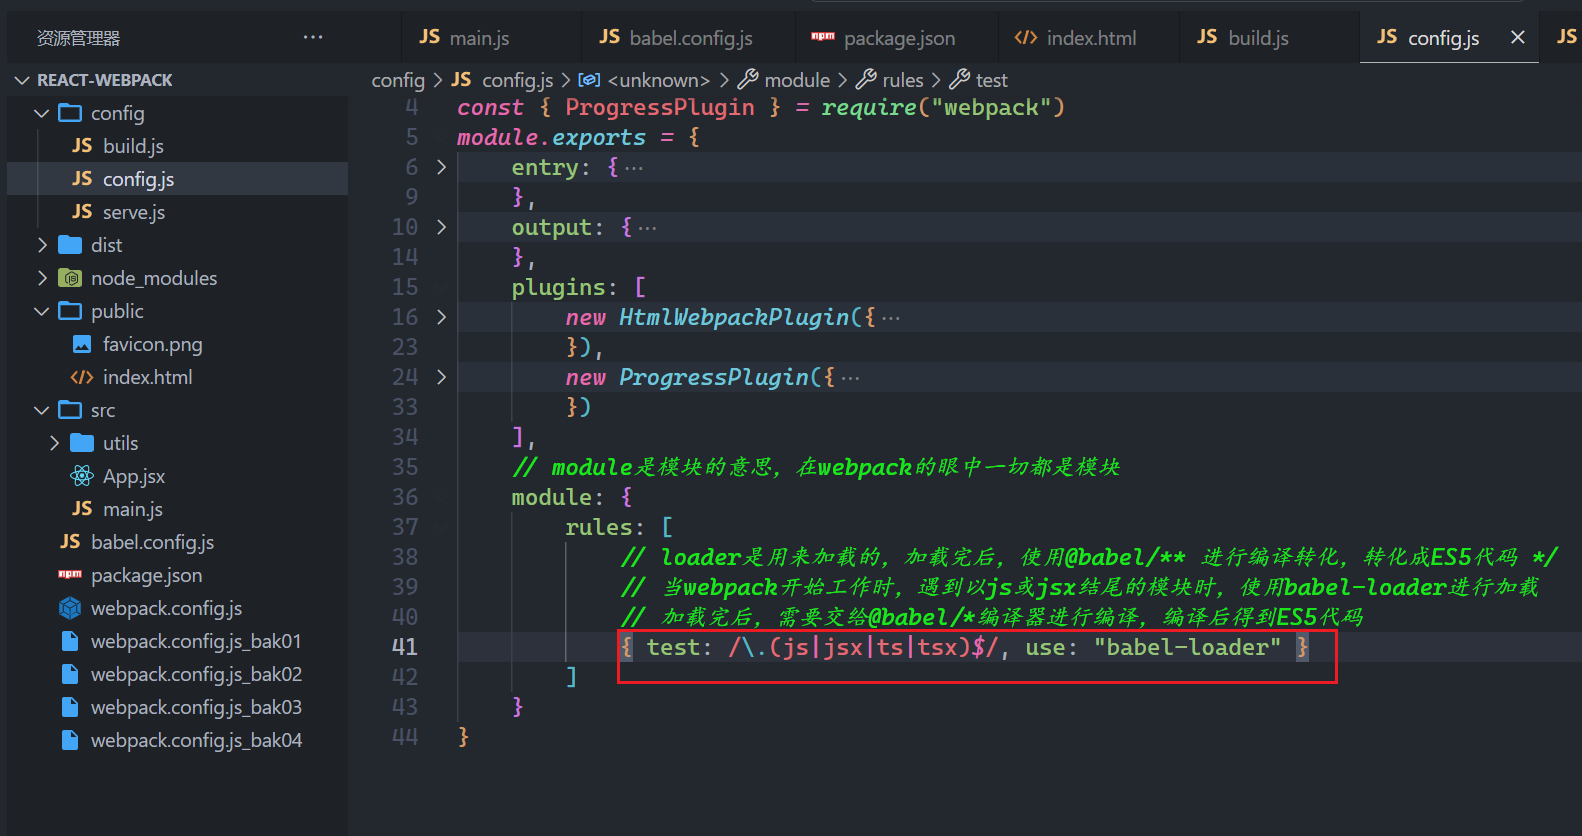 资源管理器 ···
JS main.js JS babel.config.js npm package.json </> index.html JS build.js JS config.js × JS
REACT-WEBPACK
config
JS build.js
JS config.js
JS serve.js
dist
node_modules
public
favicon.png
</> index.html
src
utils
App.jsx
JS main.js
JS babel.config.js
npm package.json
webpack.config.js
webpack.config.js_bak01
webpack.config.js_bak02
webpack.config.js_bak03
webpack.config.js_bak04
config > JS config.js > <unknown> > module > rules > test
4 const { ProgressPlugin } = require("webpack")
5 module.exports = {
6 entry: {···
9 },
10 output: {···
14 },
15 plugins: [
16 new HtmlWebpackPlugin({···
23 }),
24 new ProgressPlugin({···
33 })
34 ],
35 // module是模块的意思，在webpack的眼中一切都是模块
36 module: {
37 rules: [
38 // loader是用来加载的，加载完后，使用@babel/** 进行编译转化，转化成ES5代码 */
39 // 当webpack开始工作时，遇到以js或jsx结尾的模块时，使用babel-loader进行加载
40 // 加载完后，需要交给@babel/*编译器进行编译，编译后得到ES5代码
41 { test: /\.(js|jsx|ts|tsx)$/, use: "babel-loader" }
42 ]
43 }
44 }